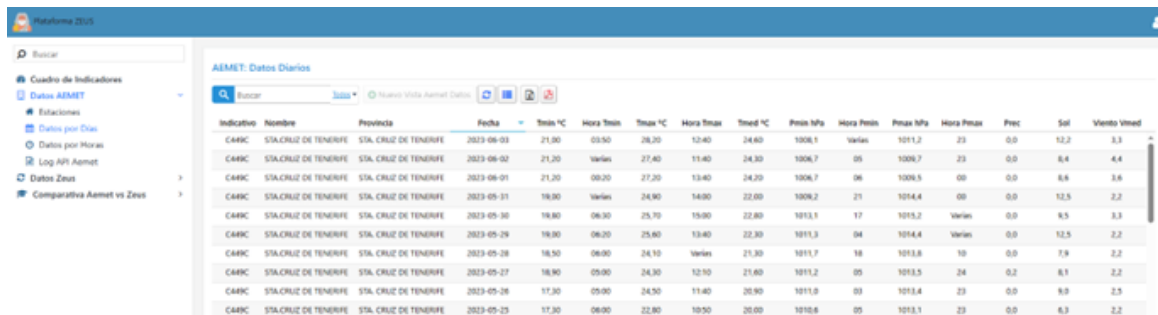 Plataforma ZEUS
Buscar
Cuadro de Indicadores
Datos AEMET
Estaciones
Datos por Dias
Datos por Horas
Log API Aemet
Datos Zeus
Comparativa Aemet vs Zeus
AEMET: Datos Diarios
Buscar Todos Nuevo Vista Aemet Datos
Indicativo Nombre Provincia Fecha Tmin ºC Hora Tmin Tmax ºC Hora Tmax Tmed ºC Pmin hPa Hora Pmin Pmax hPa Hora Pmax Prec Sol Viento Vmed
C449C STA.CRUZ DE TENERIFE STA. CRUZ DE TENERIFE 2023-06-03 21,00 03:50 28,20 12:40 24,60 1008,1 Varias 1011,2 23 0,0 12,2 3,3
C449C STA.CRUZ DE TENERIFE STA. CRUZ DE TENERIFE 2023-06-02 21,20 Varias 27,40 11:40 24,30 1006,7 05 1009,7 23 0,0 8,4 4,4
C449C STA.CRUZ DE TENERIFE STA. CRUZ DE TENERIFE 2023-06-01 21,20 00:20 27,20 13:40 24,20 1006,7 06 1009,5 00 0,0 8,6 3,6
C449C STA.CRUZ DE TENERIFE STA. CRUZ DE TENERIFE 2023-05-31 19,00 Varias 24,90 14:00 22,00 1009,2 21 1014,4 00 0,0 12,5 2,2
C449C STA.CRUZ DE TENERIFE STA. CRUZ DE TENERIFE 2023-05-30 19,80 06:30 25,70 15:00 22,80 1013,1 17 1015,2 Varias 0,0 9,5 3,3
C449C STA.CRUZ DE TENERIFE STA. CRUZ DE TENERIFE 2023-05-29 19,00 06:20 25,60 13:40 22,30 1011,3 04 1014,4 Varias 0,0 12,5 2,2
C449C STA.CRUZ DE TENERIFE STA. CRUZ DE TENERIFE 2023-05-28 18,50 06:00 24,10 Varias 21,30 1011,7 18 1013,8 10 0,0 7,9 2,2
C449C STA.CRUZ DE TENERIFE STA. CRUZ DE TENERIFE 2023-05-27 18,90 05:00 24,30 12:10 21,60 1011,2 05 1013,5 24 0,2 8,1 2,2
C449C STA.CRUZ DE TENERIFE STA. CRUZ DE TENERIFE 2023-05-26 17,30 05:00 24,50 11:40 20,90 1011,0 03 1013,4 23 0,0 9,0 2,5
C449C STA.CRUZ DE TENERIFE STA. CRUZ DE TENERIFE 2023-05-25 17,30 06:00 22,80 10:50 20,00 1010,6 05 1013,1 23 0,0 6,3 2,2